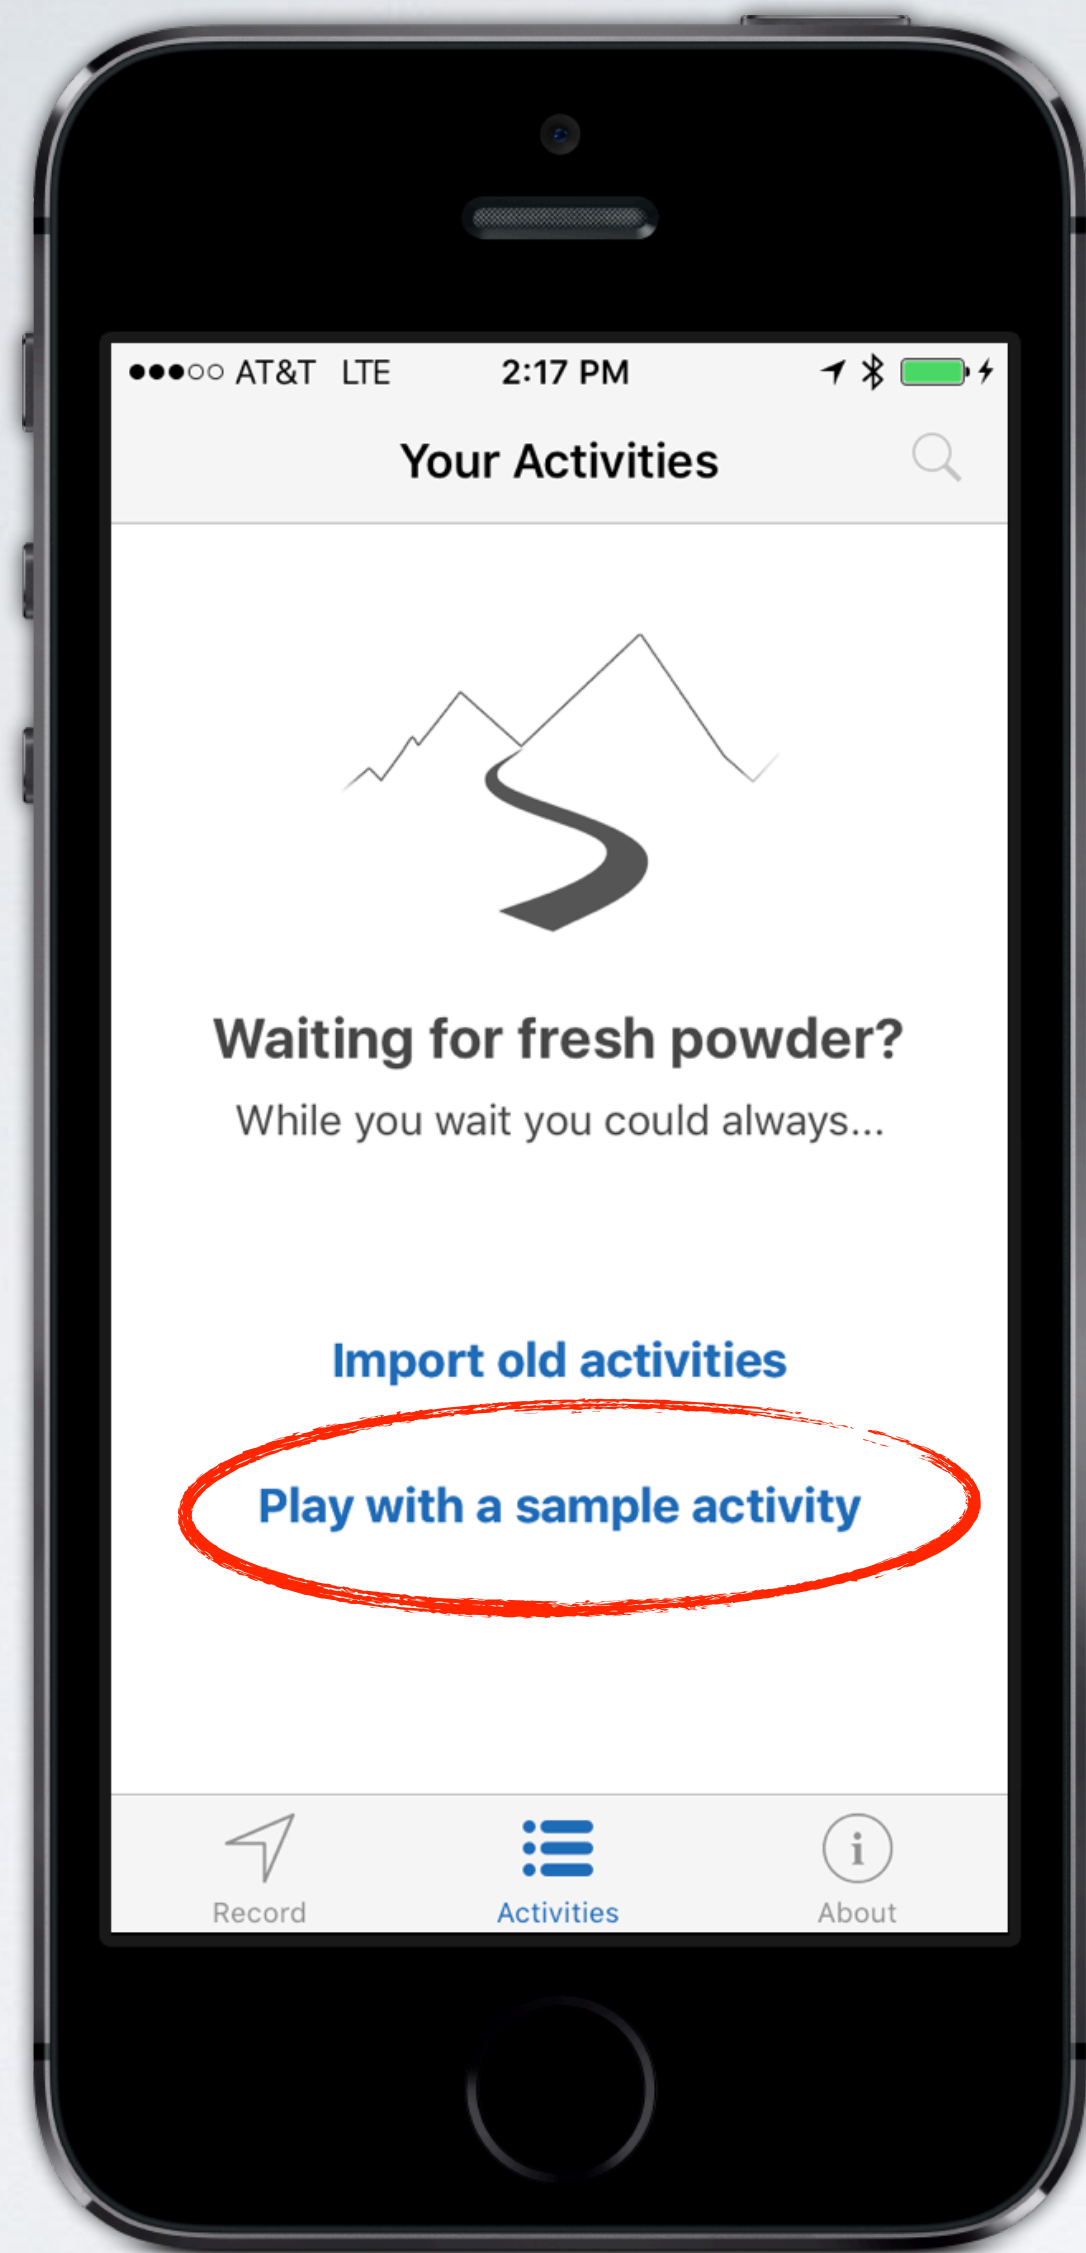 AT&T LTE 2:17 PM
Your Activities
Waiting for fresh powder?
While you wait you could always...
Import old activities
Play with a sample activity
Record Activities About